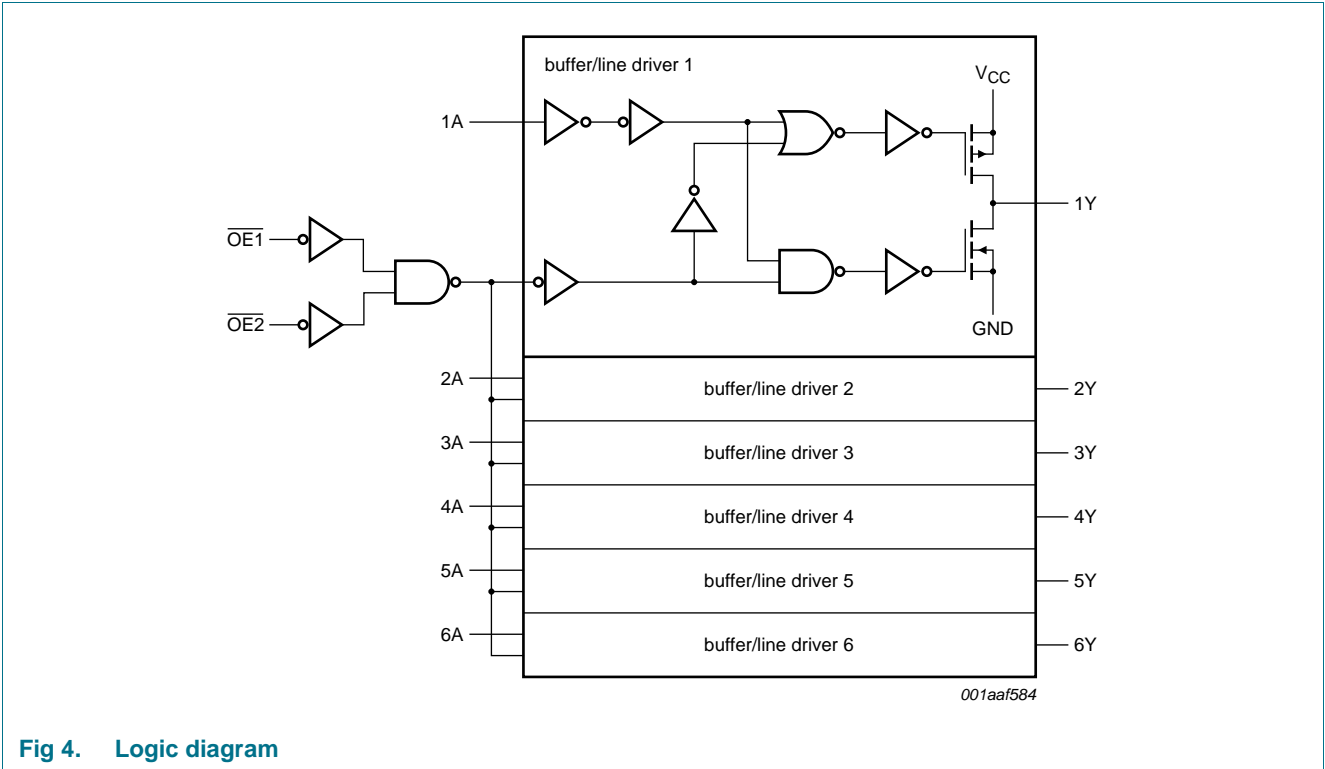 buffer/line driver 1
VCC
1A
1Y
OE1
OE2
GND
2A
buffer/line driver 2
2Y
3A
buffer/line driver 3
3Y
4A
buffer/line driver 4
4Y
5A
buffer/line driver 5
5Y
6A
buffer/line driver 6
6Y
001aaf584
Fig 4. Logic diagram